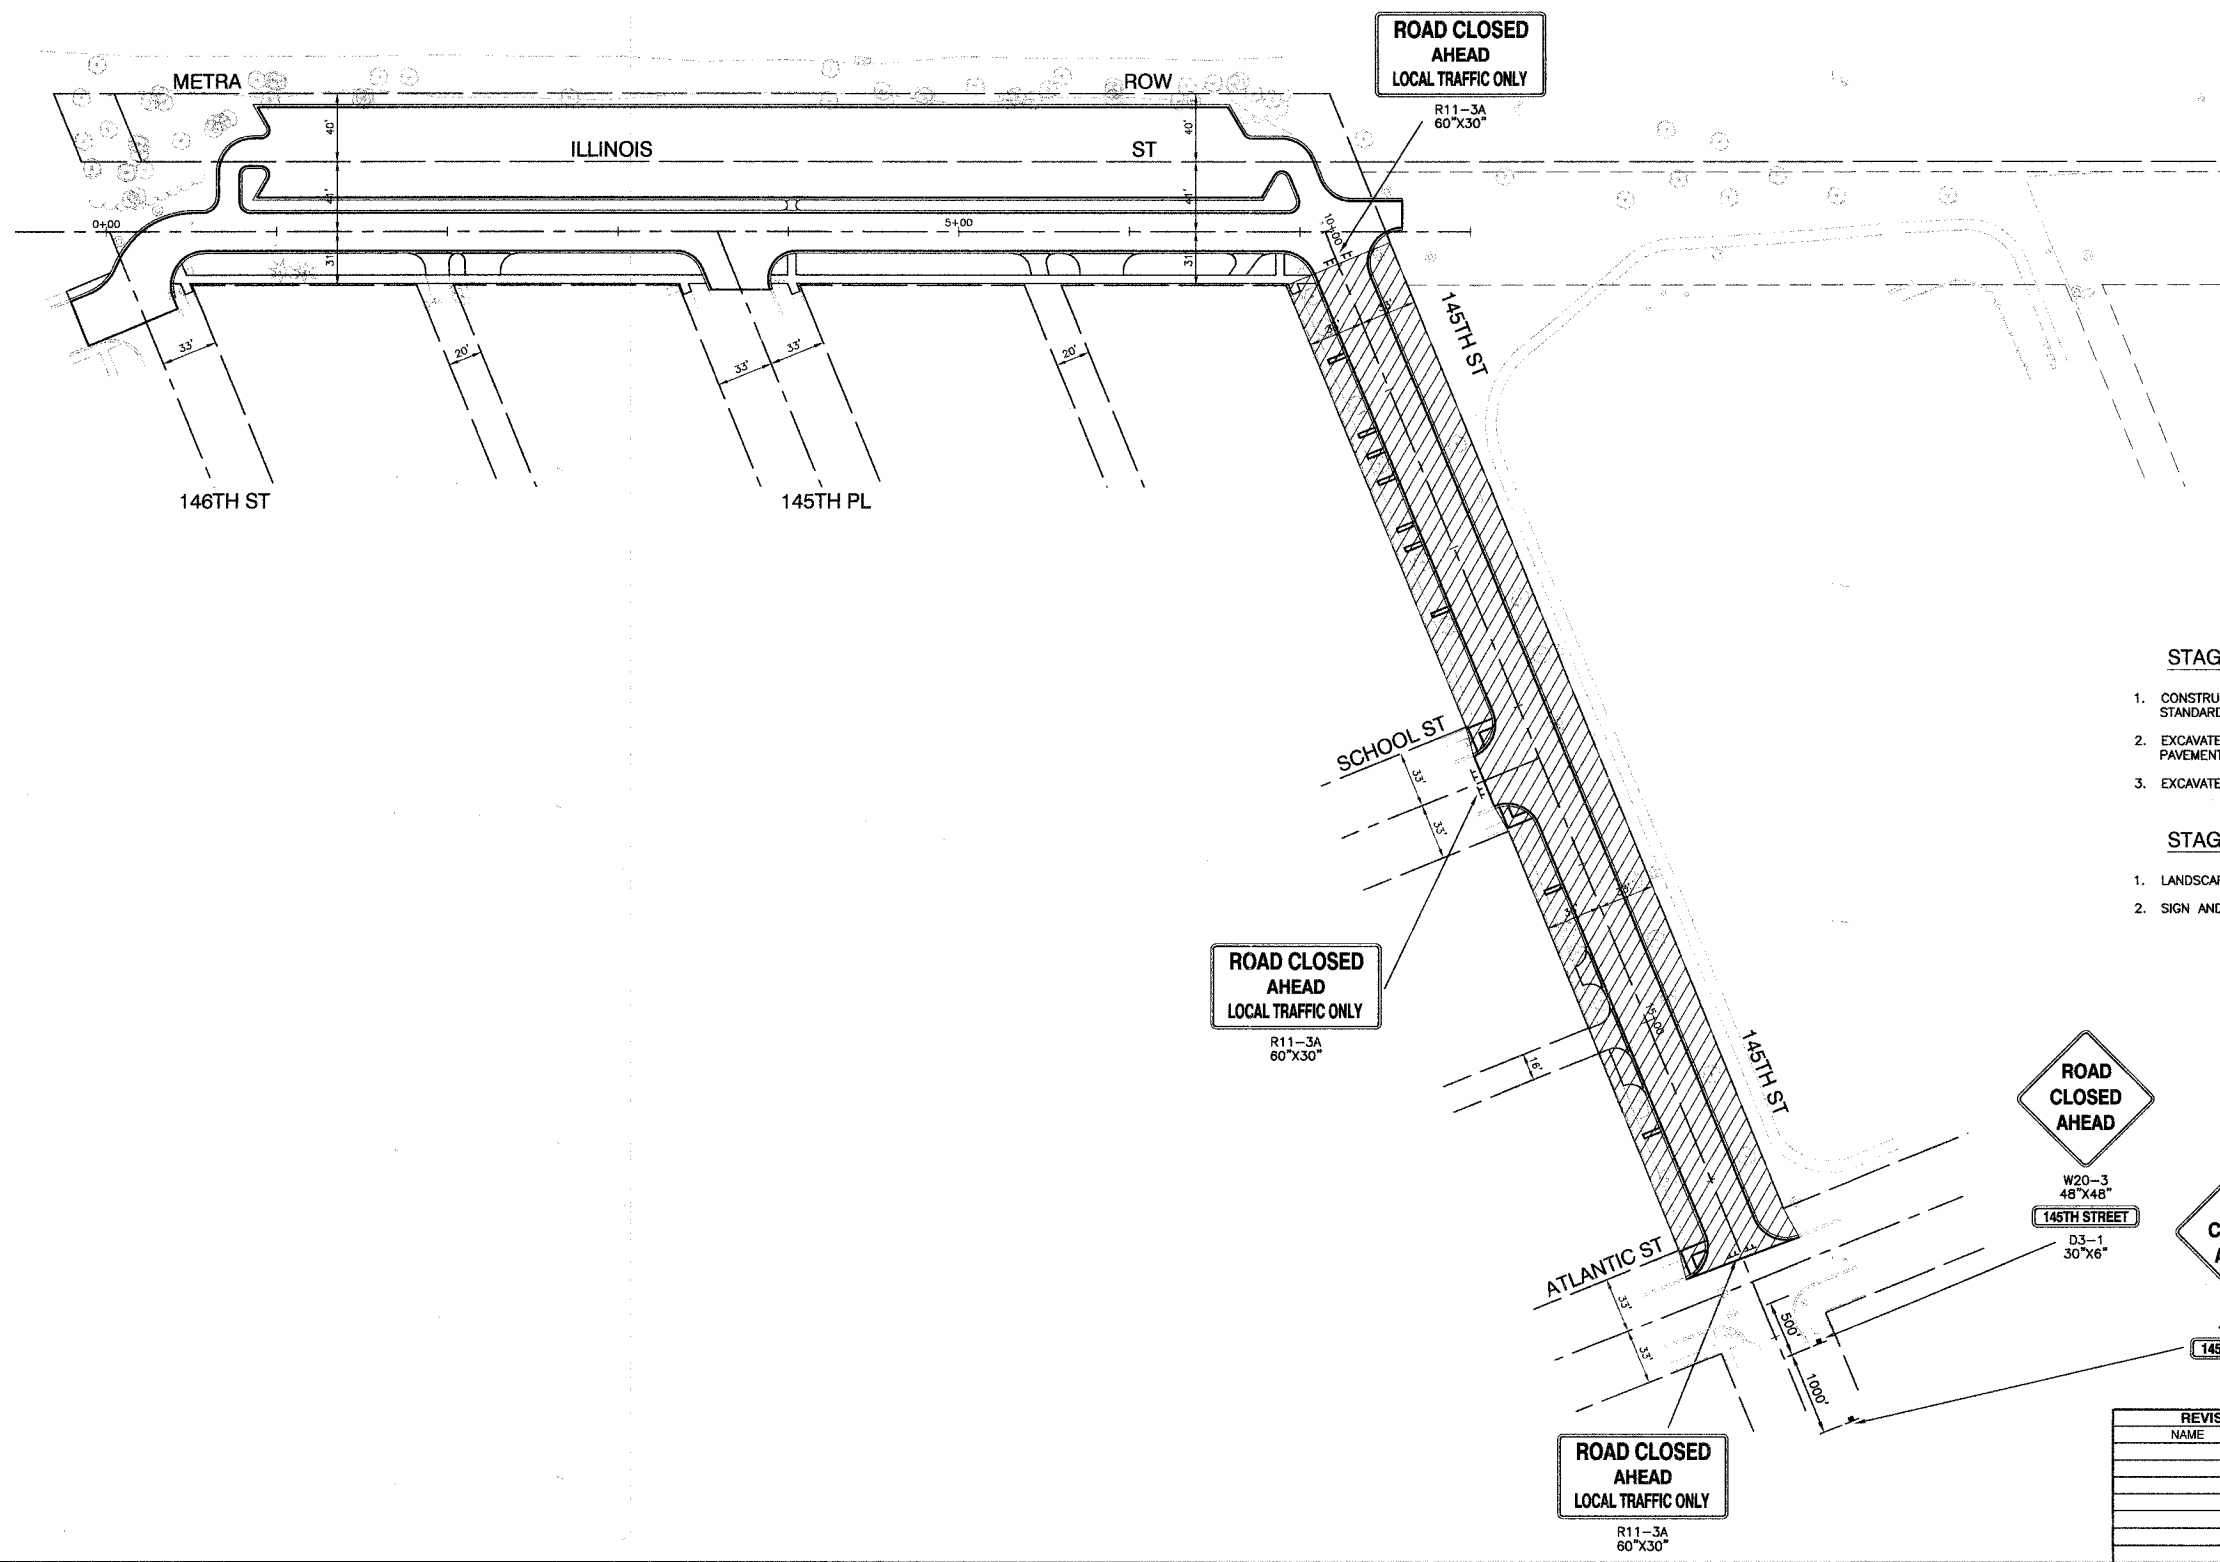 ROAD CLOSED
AHEAD
LOCAL TRAFFIC ONLY
R11-3A
60"X30"
METRA ROW
40'
40'
ILLINOIS ST
41'
41'
0+00
5+00
10+00
31'
31'
33'
20'
33'
33'
20'
146TH ST
145TH PL
145TH ST
SCHOOL ST
33'
33'
STAG
1. CONSTRU
STANDARD
2. EXCAVATE
PAVEMENT
3. EXCAVATE
STAG
1. LANDSCAP
2. SIGN AND
ROAD CLOSED
AHEAD
LOCAL TRAFFIC ONLY
R11-3A
60"X30"
15+00
16'
145TH ST
ROAD
CLOSED
AHEAD
W20-3
48"X48"
145TH STREET
D3-1
30"X6"
C
A
ATLANTIC ST
33'
33'
500'
1000'
145
ROAD CLOSED
AHEAD
LOCAL TRAFFIC ONLY
R11-3A
60"X30"
REVIS
NAME